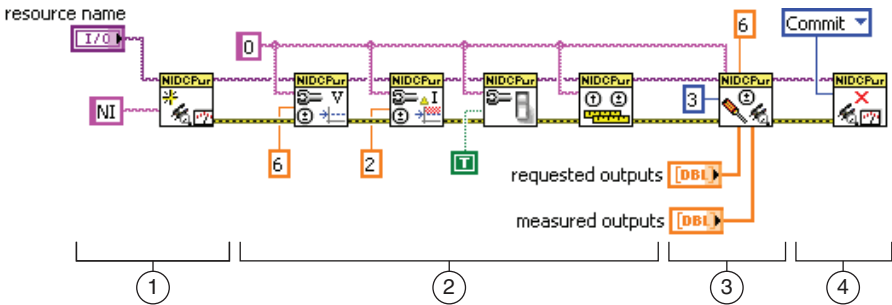 resource name
I/O
0
6
Commit
NIDCPwr
NIDCPwr
NIDCPwr
NIDCPwr
NIDCPwr
NIDCPwr
NIDCPwr
V
I
3
NI
6
2
T
requested outputs
[DBL]
measured outputs
[DBL]
1
2
3
4